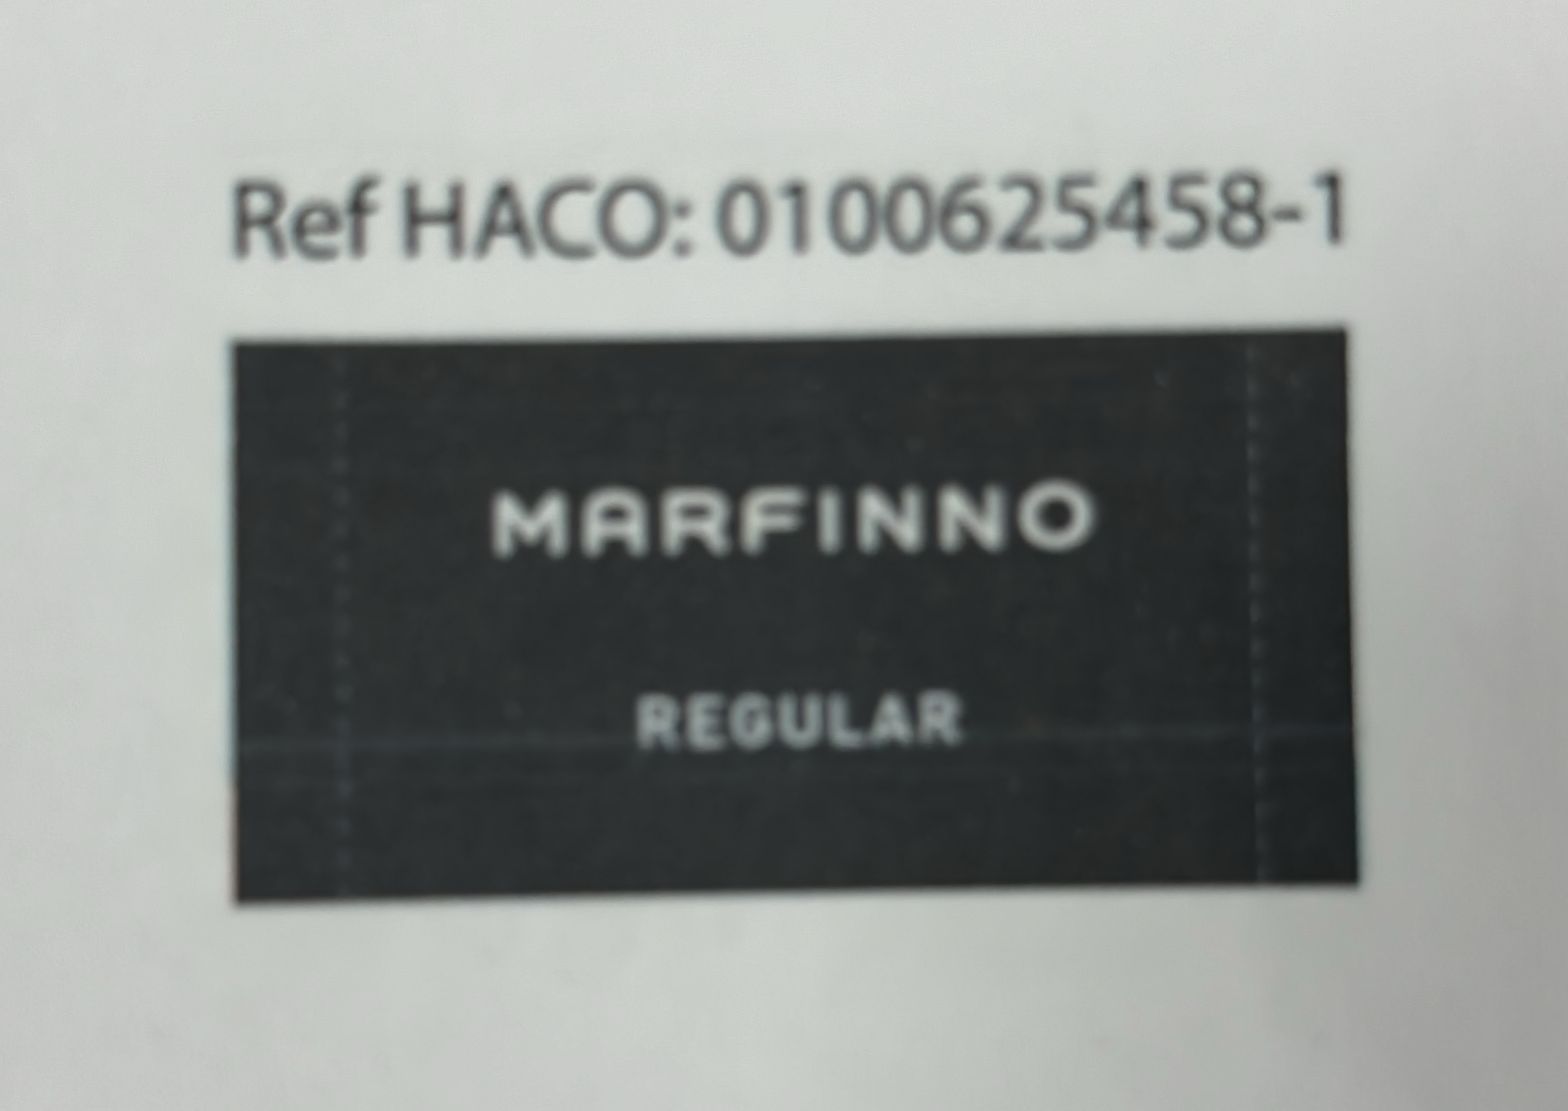 Ref HACO: 0100625458-1
MARFINNO
REGULAR